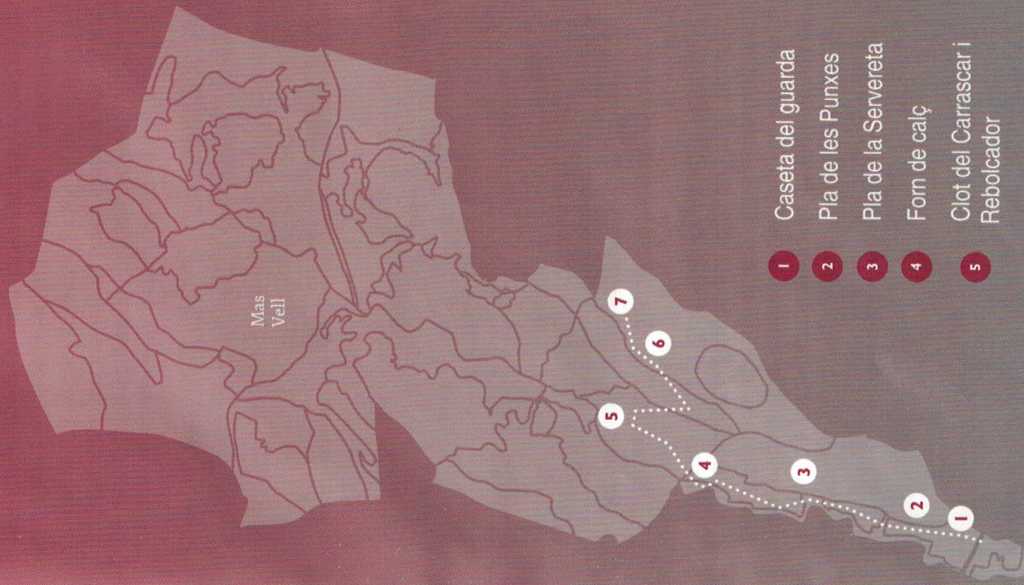 Mas
Vell
7
6
5
4
3
2
1
1 Caseta del guarda
2 Pla de les Punxes
3 Pla de la Servereta
4 Forn de calç
5 Clot del Carrascar i
Rebolcador